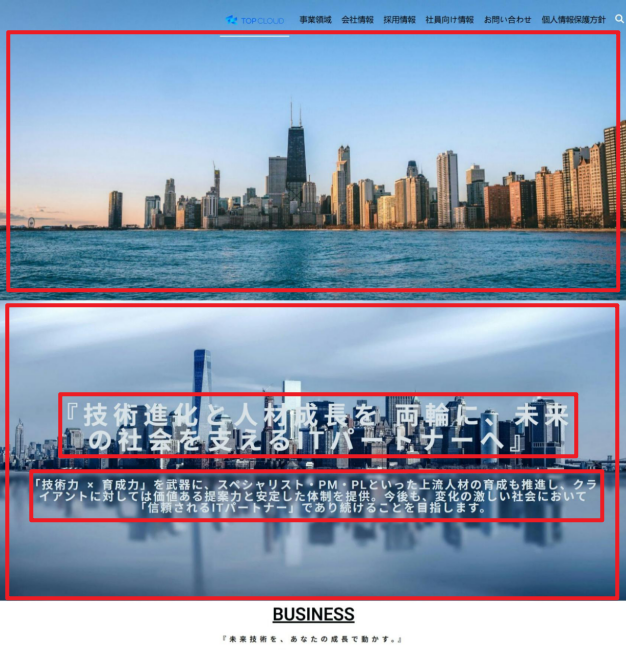 TOP CLOUD 事業領域 会社情報 採用情報 社員向け情報 お問い合わせ 個人情報保護方針
『技術進化と人材成長を 両輪に、未来
の社会を支えるITパートナーへ』
「技術力 × 育成力」を武器に、スペシャリスト・PM・PLといった上流人材の育成も推進し、クラ
イアントに対しては価値ある提案力と安定した体制を提供。今後も、変化の激しい社会において
「信頼されるITパートナー」であり続けることを目指します。
BUSINESS
『未来技術を、あなたの成長で動かす。』